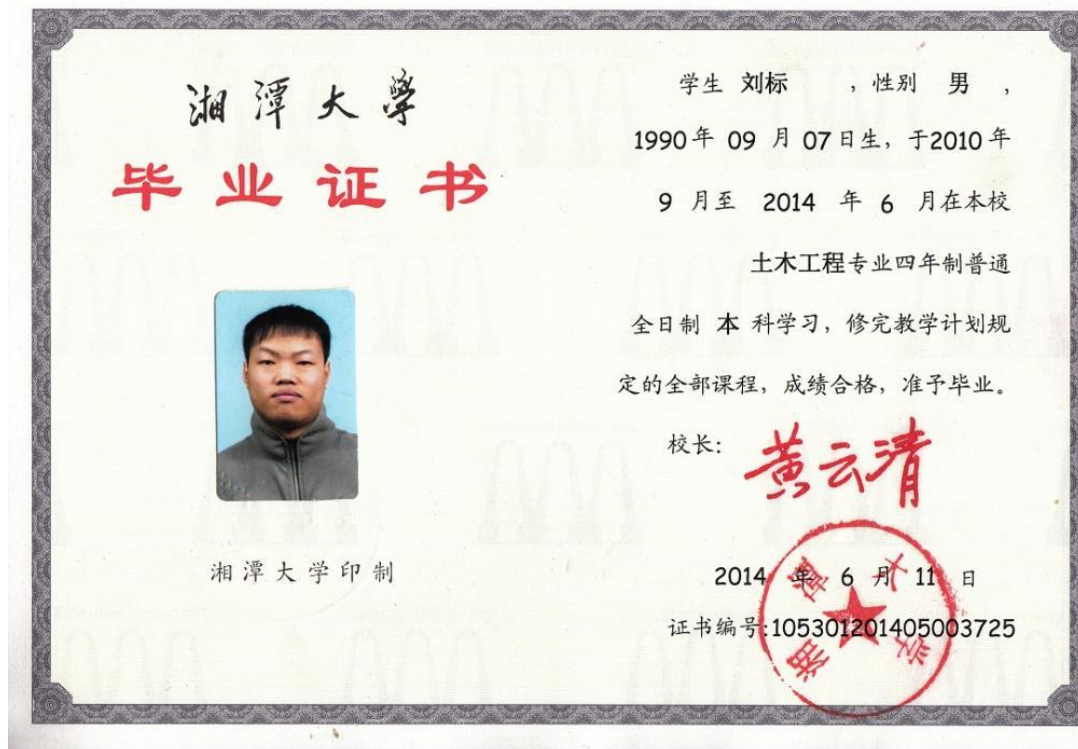 湘潭大學
毕业证书
湘潭大学印制
学生 刘标 ，性别 男 ，
1990年 09 月 07日生，于2010年
9 月至 2014 年 6 月在本校
土木工程专业四年制普通
全日制 本 科学习，修完教学计划规
定的全部课程，成绩合格，准予毕业。
校长：黄云清
2014 年 6 月 11 日
证书编号:105301201405003725
湘潭大学